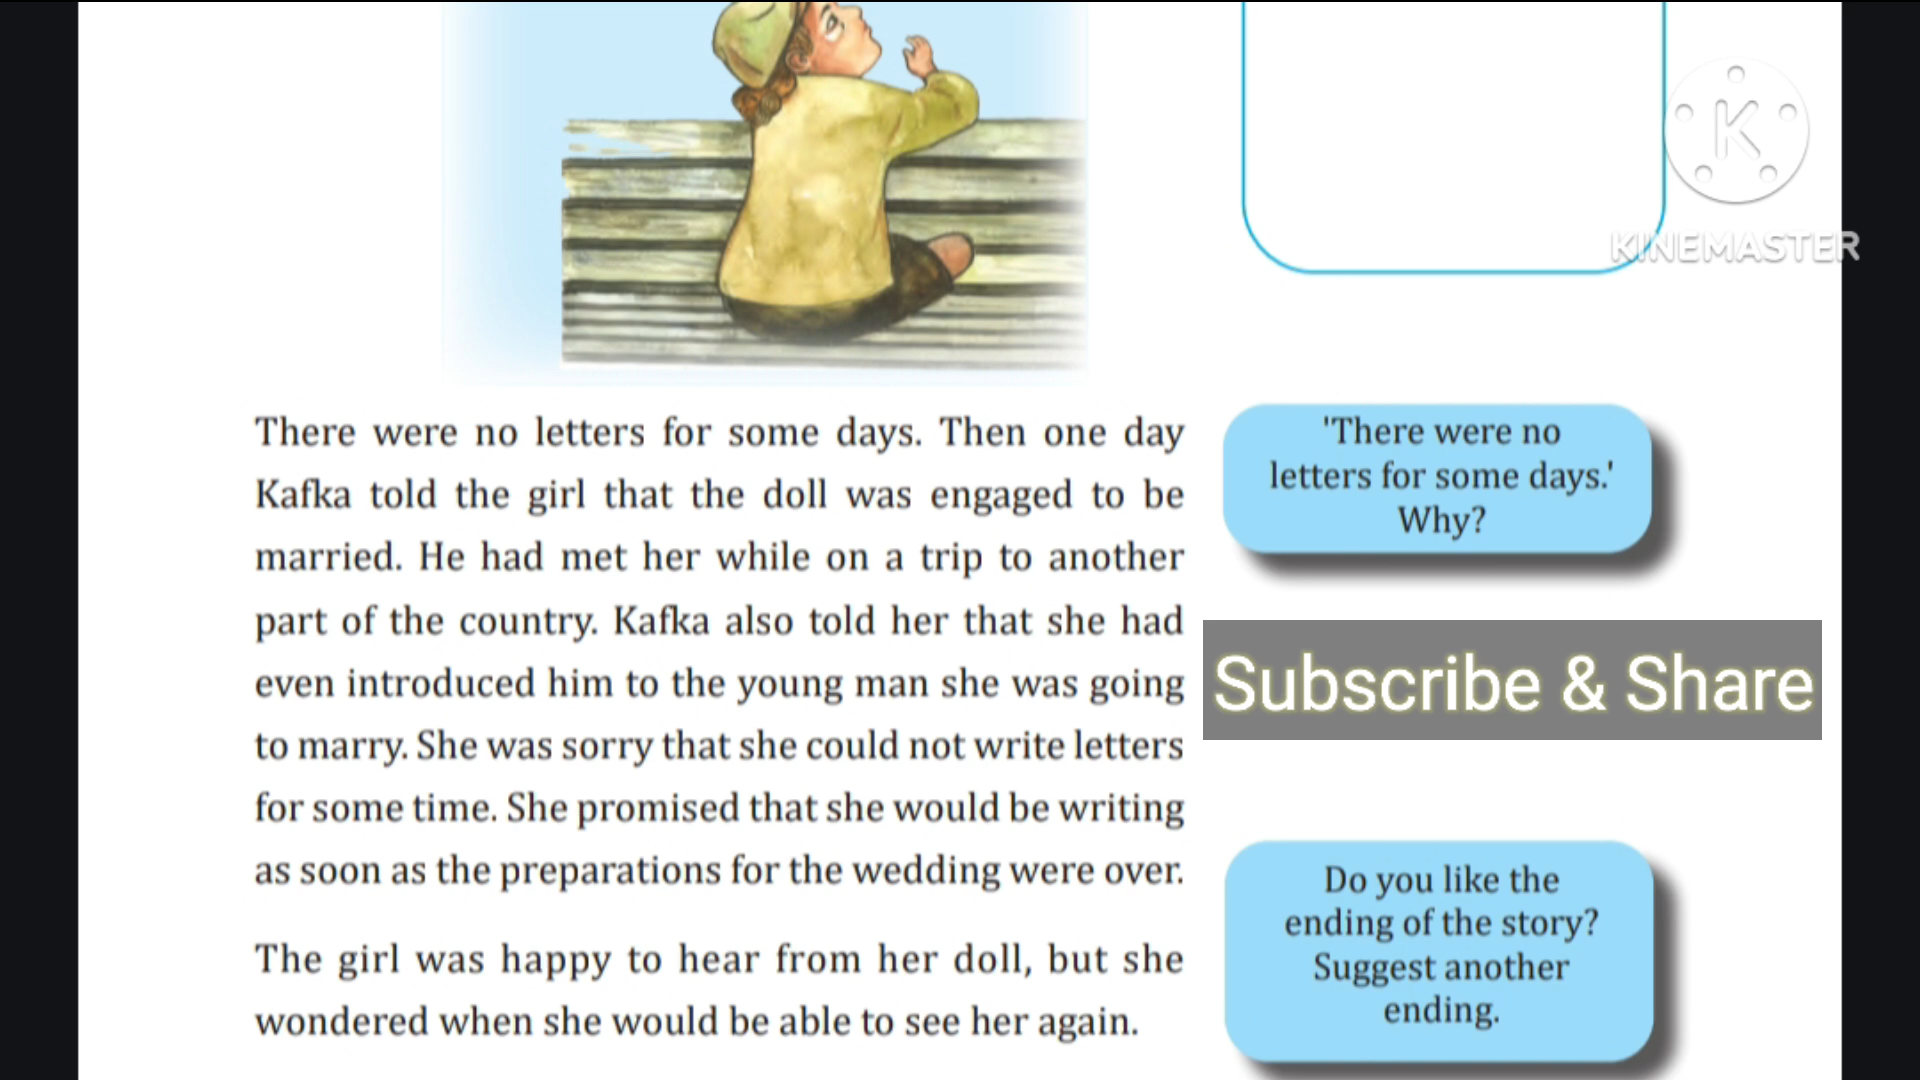 K
KINEMASTER
There were no letters for some days. Then one day
Kafka told the girl that the doll was engaged to be
married. He had met her while on a trip to another
part of the country. Kafka also told her that she had
even introduced him to the young man she was going
to marry. She was sorry that she could not write letters
for some time. She promised that she would be writing
as soon as the preparations for the wedding were over.
The girl was happy to hear from her doll, but she
wondered when she would be able to see her again.
'There were no
letters for some days.'
Why?
Subscribe & Share
Do you like the
ending of the story?
Suggest another
ending.